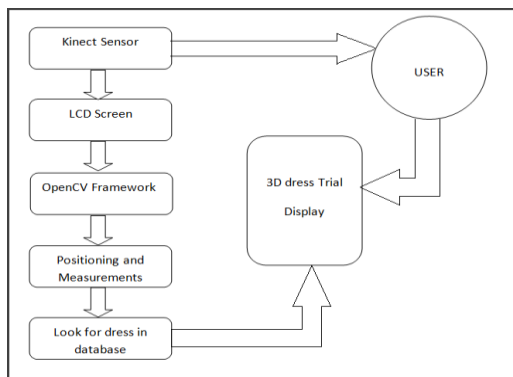 Kinect Sensor
USER
LCD Screen
OpenCV Framework
3D dress Trial
Display
Positioning and
Measurements
Look for dress in
database